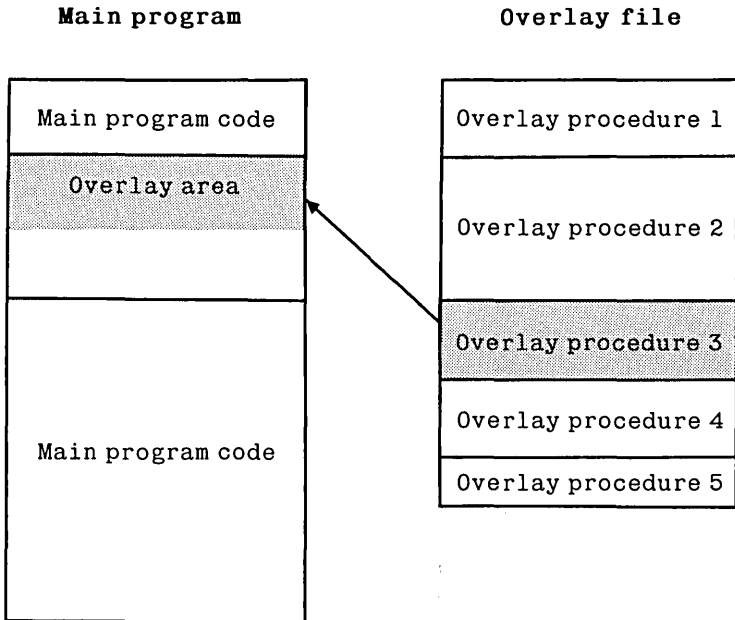 Main program
Main program code
Overlay area
Main program code
Overlay file
Overlay procedure 1
Overlay procedure 2
Overlay procedure 3
Overlay procedure 4
Overlay procedure 5